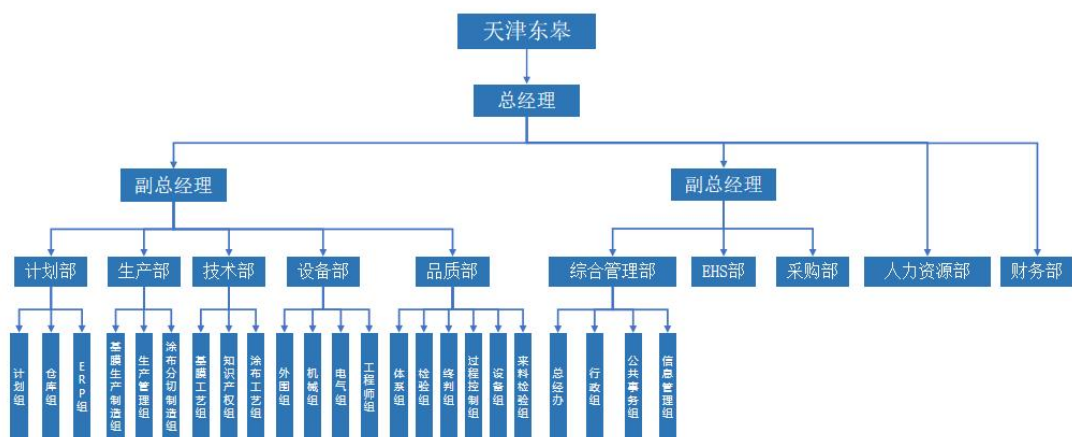 天津东皋
总经理
副总经理
副总经理
计划部
生产部
技术部
设备部
品质部
综合管理部
EHS部
采购部
人力资源部
财务部
计划组
仓库组
ERP组
基膜生产制造组
生产管理组
涂布分切制造组
基膜工艺组
知识产权组
涂布工艺组
外围组
机械组
电气组
工程师组
体系组
检验组
终判组
过程控制组
设备组
来料检验组
总经办
行政组
公共事务组
信息管理组